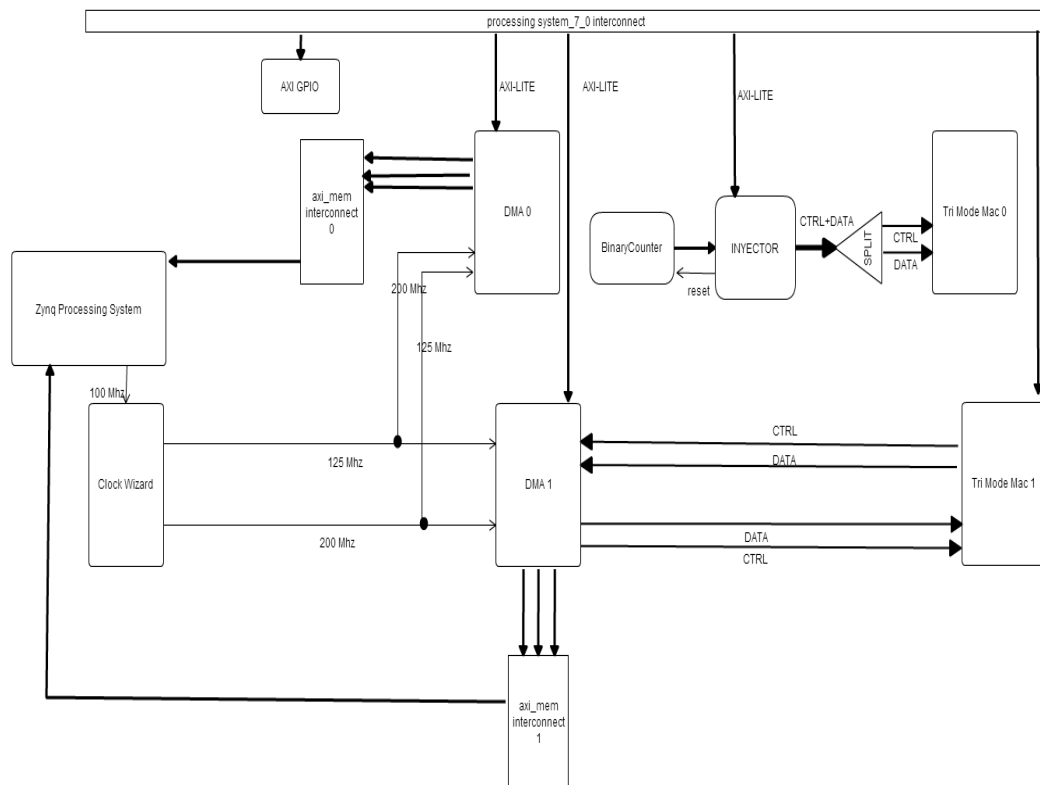 processing system_7_0 interconnect
AXI GPIO
AXI-LITE
AXI-LITE
AXI-LITE
axi_mem
interconnect
0
DMA 0
BinaryCounter
INYECTOR
CTRL+DATA
SPLIT
CTRL
DATA
Tri Mode Mac 0
reset
200 Mhz
125 Mhz
Zynq Processing System
100 Mhz
Clock Wizard
125 Mhz
200 Mhz
DMA 1
CTRL
DATA
DATA
CTRL
Tri Mode Mac 1
axi_mem
interconnect
1